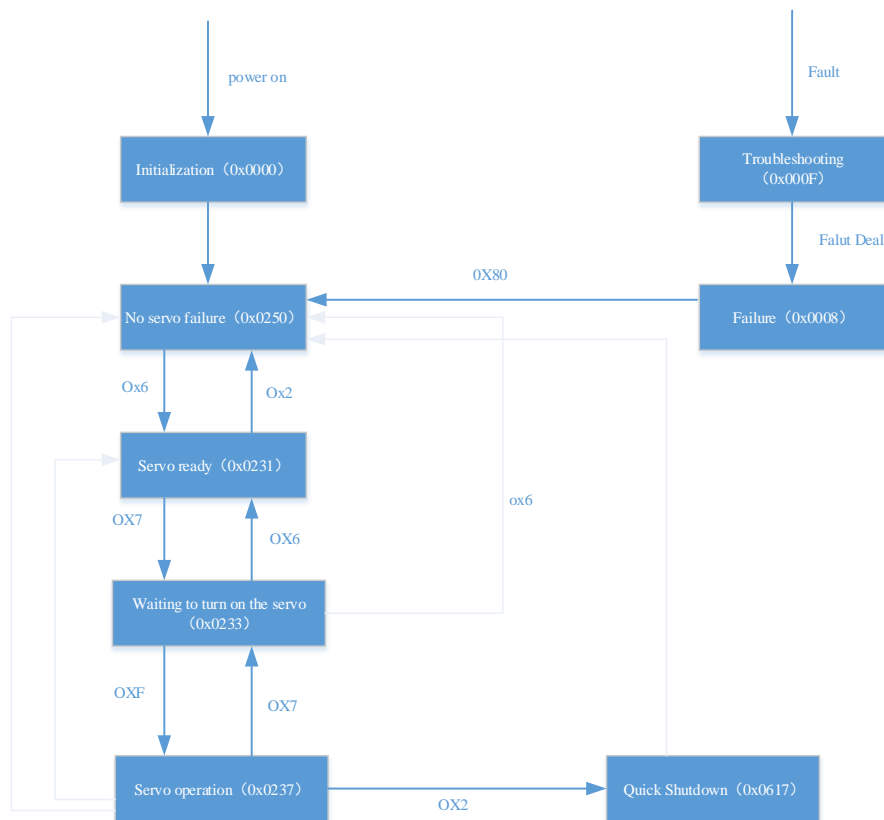 power on
Fault
Initialization（0x0000）
Troubleshooting
（0x000F）
Falut Deal
0X80
No servo failure（0x0250）
Failure（0x0008）
Ox6
Ox2
Servo ready（0x0231）
OX7
OX6
ox6
Waiting to turn on the servo
（0x0233）
OXF
OX7
Servo operation（0x0237）
OX2
Quick Shutdown（0x0617）